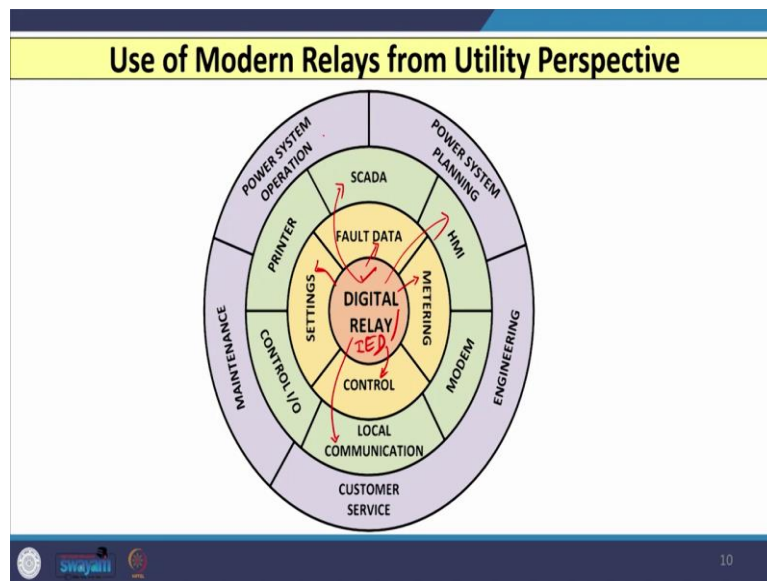 Use of Modern Relays from Utility Perspective
POWER SYSTEM
OPERATION
POWER SYSTEM
PLANNING
SCADA
PRINTER
HMI
FAULT DATA
SETTINGS
METERING
DIGITAL
RELAY
IED
MAINTENANCE
ENGINEERING
CONTROL I/O
MODEM
CONTROL
LOCAL
COMMUNICATION
CUSTOMER
SERVICE
swayam
10